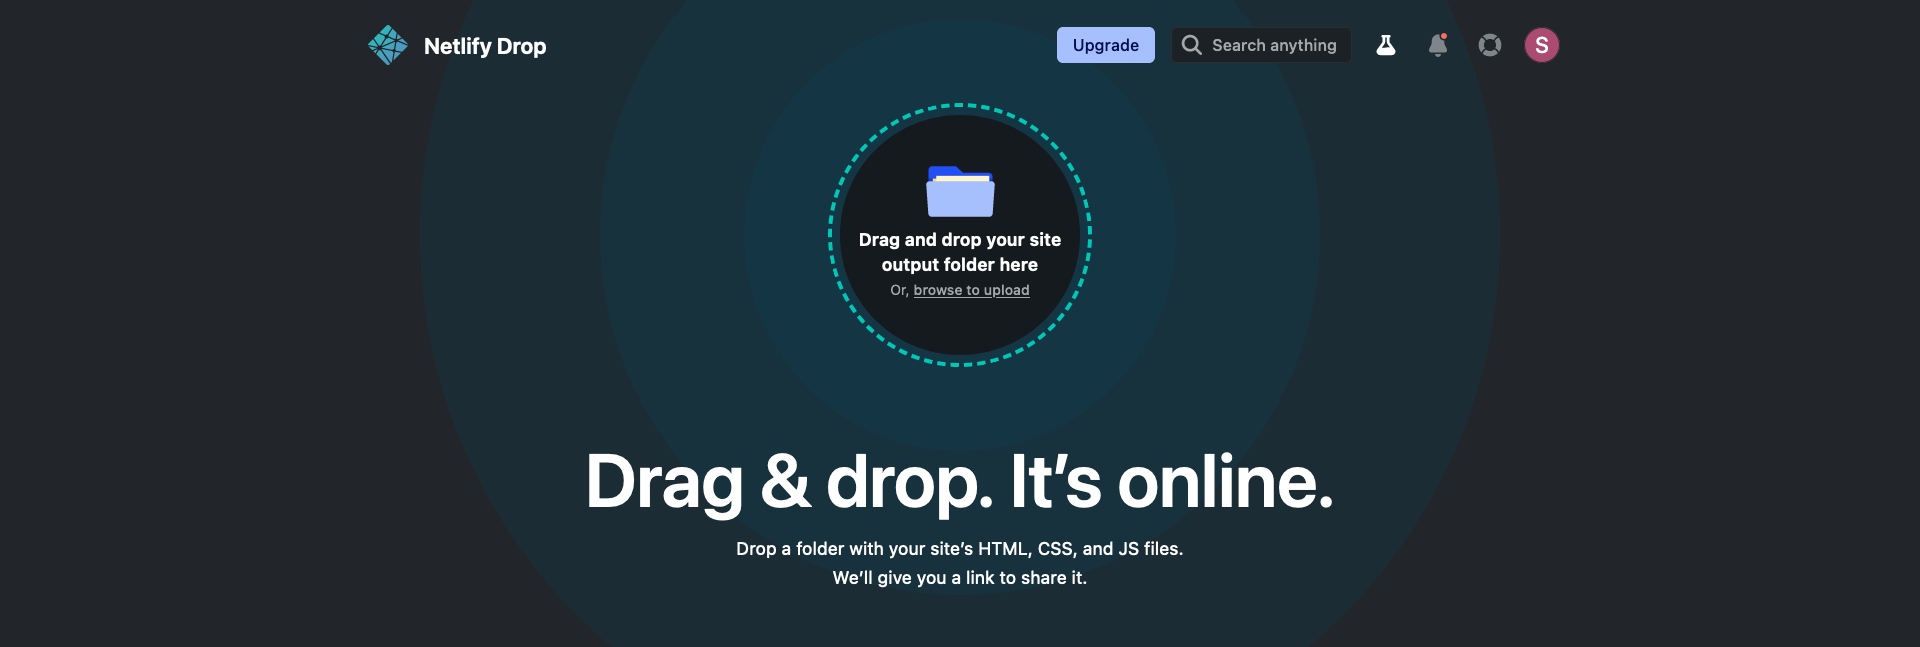 Netlify Drop
Upgrade
Search anything
S
Drag and drop your site
output folder here
Or, browse to upload
Drag & drop. It’s online.
Drop a folder with your site’s HTML, CSS, and JS files.
We’ll give you a link to share it.